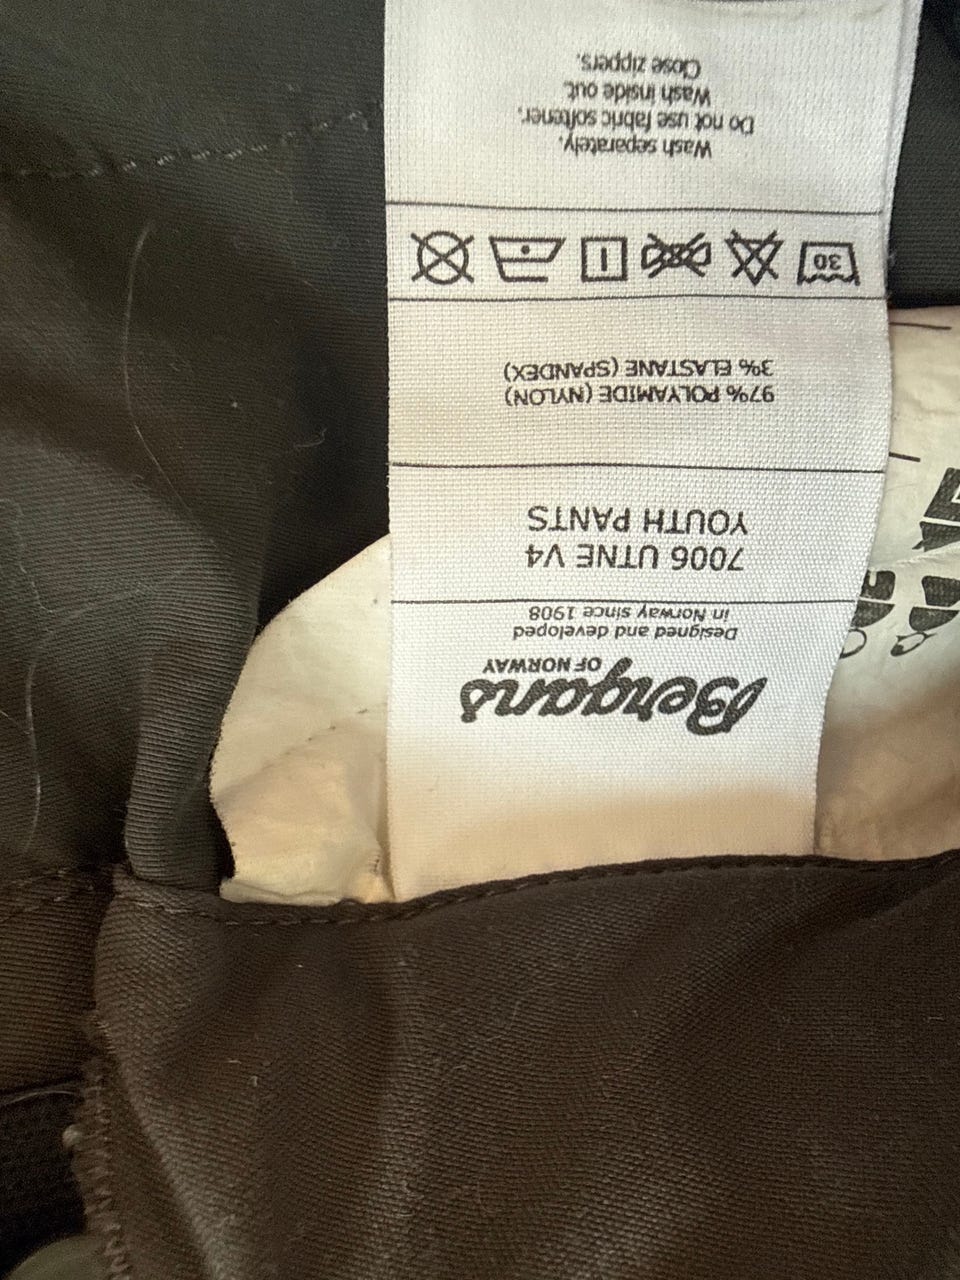 Bergans
OF NORWAY
Designed and developed
in Norway since 1908
7006 UTNE V4
YOUTH PANTS
97% POLYAMIDE (NYLON)
3% ELASTANE (SPANDEX)
30
Wash separately.
Do not use fabric softener.
Wash inside out.
Close zippers.